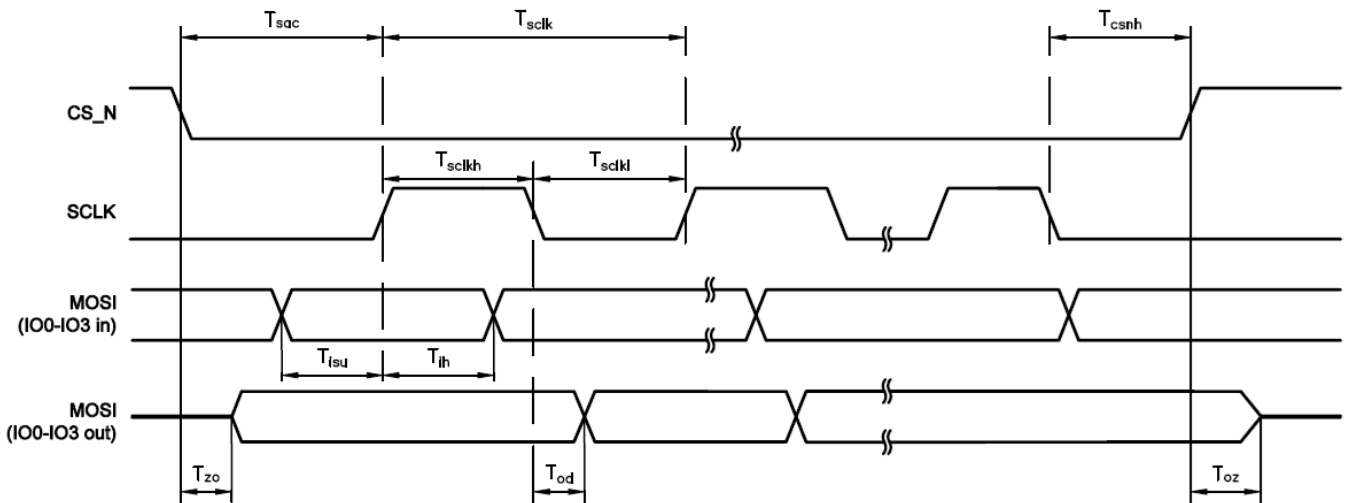 Tsac Tsclk Tcsnh
CS_N
Tsclkh Tsclkl
SCLK
MOSI
(IO0-IO3 in)
Tisu Tih
MOSI
(IO0-IO3 out)
Tzo Tod Toz